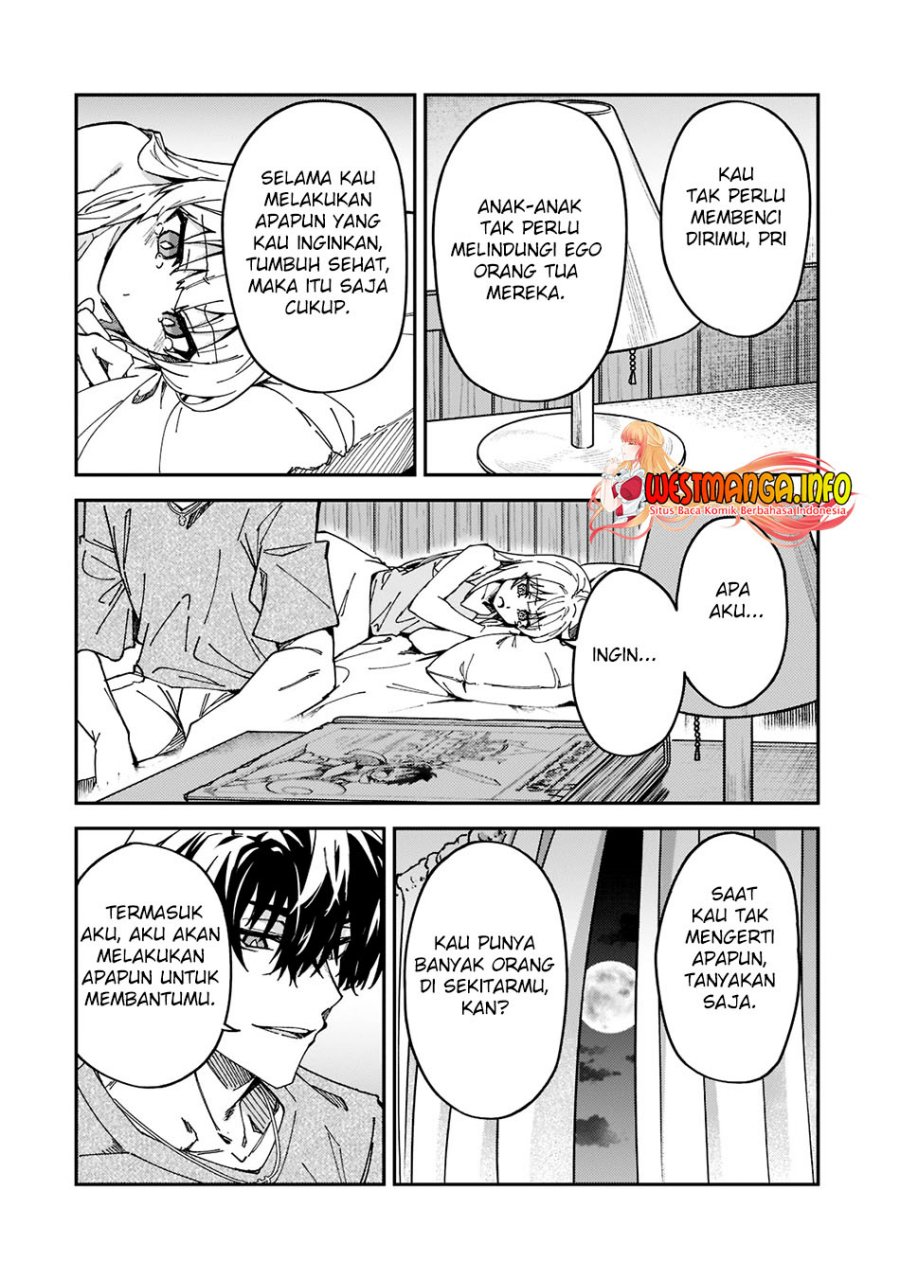 KAU
TAK PERLU
MEMBENCI
DIRIMU, PRI
ANAK-ANAK
TAK PERLU
MELINDUNGI EGO
ORANG TUA
MEREKA.
SELAMA KAU
MELAKUKAN
APAPUN YANG
KAU INGINKAN,
TUMBUH SEHAT,
MAKA ITU SAJA
CUKUP.
WESTMANGA.INFO
Situs Baca Komik Berbahasa Indonesia
APA
AKU...
INGIN...
SAAT
KAU TAK
MENGERTI
APAPUN,
TANYAKAN
SAJA.
KAU PUNYA
BANYAK ORANG
DI SEKITARMU,
KAN?
TERMASUK
AKU, AKU AKAN
MELAKUKAN
APAPUN UNTUK
MEMBANTUMU.